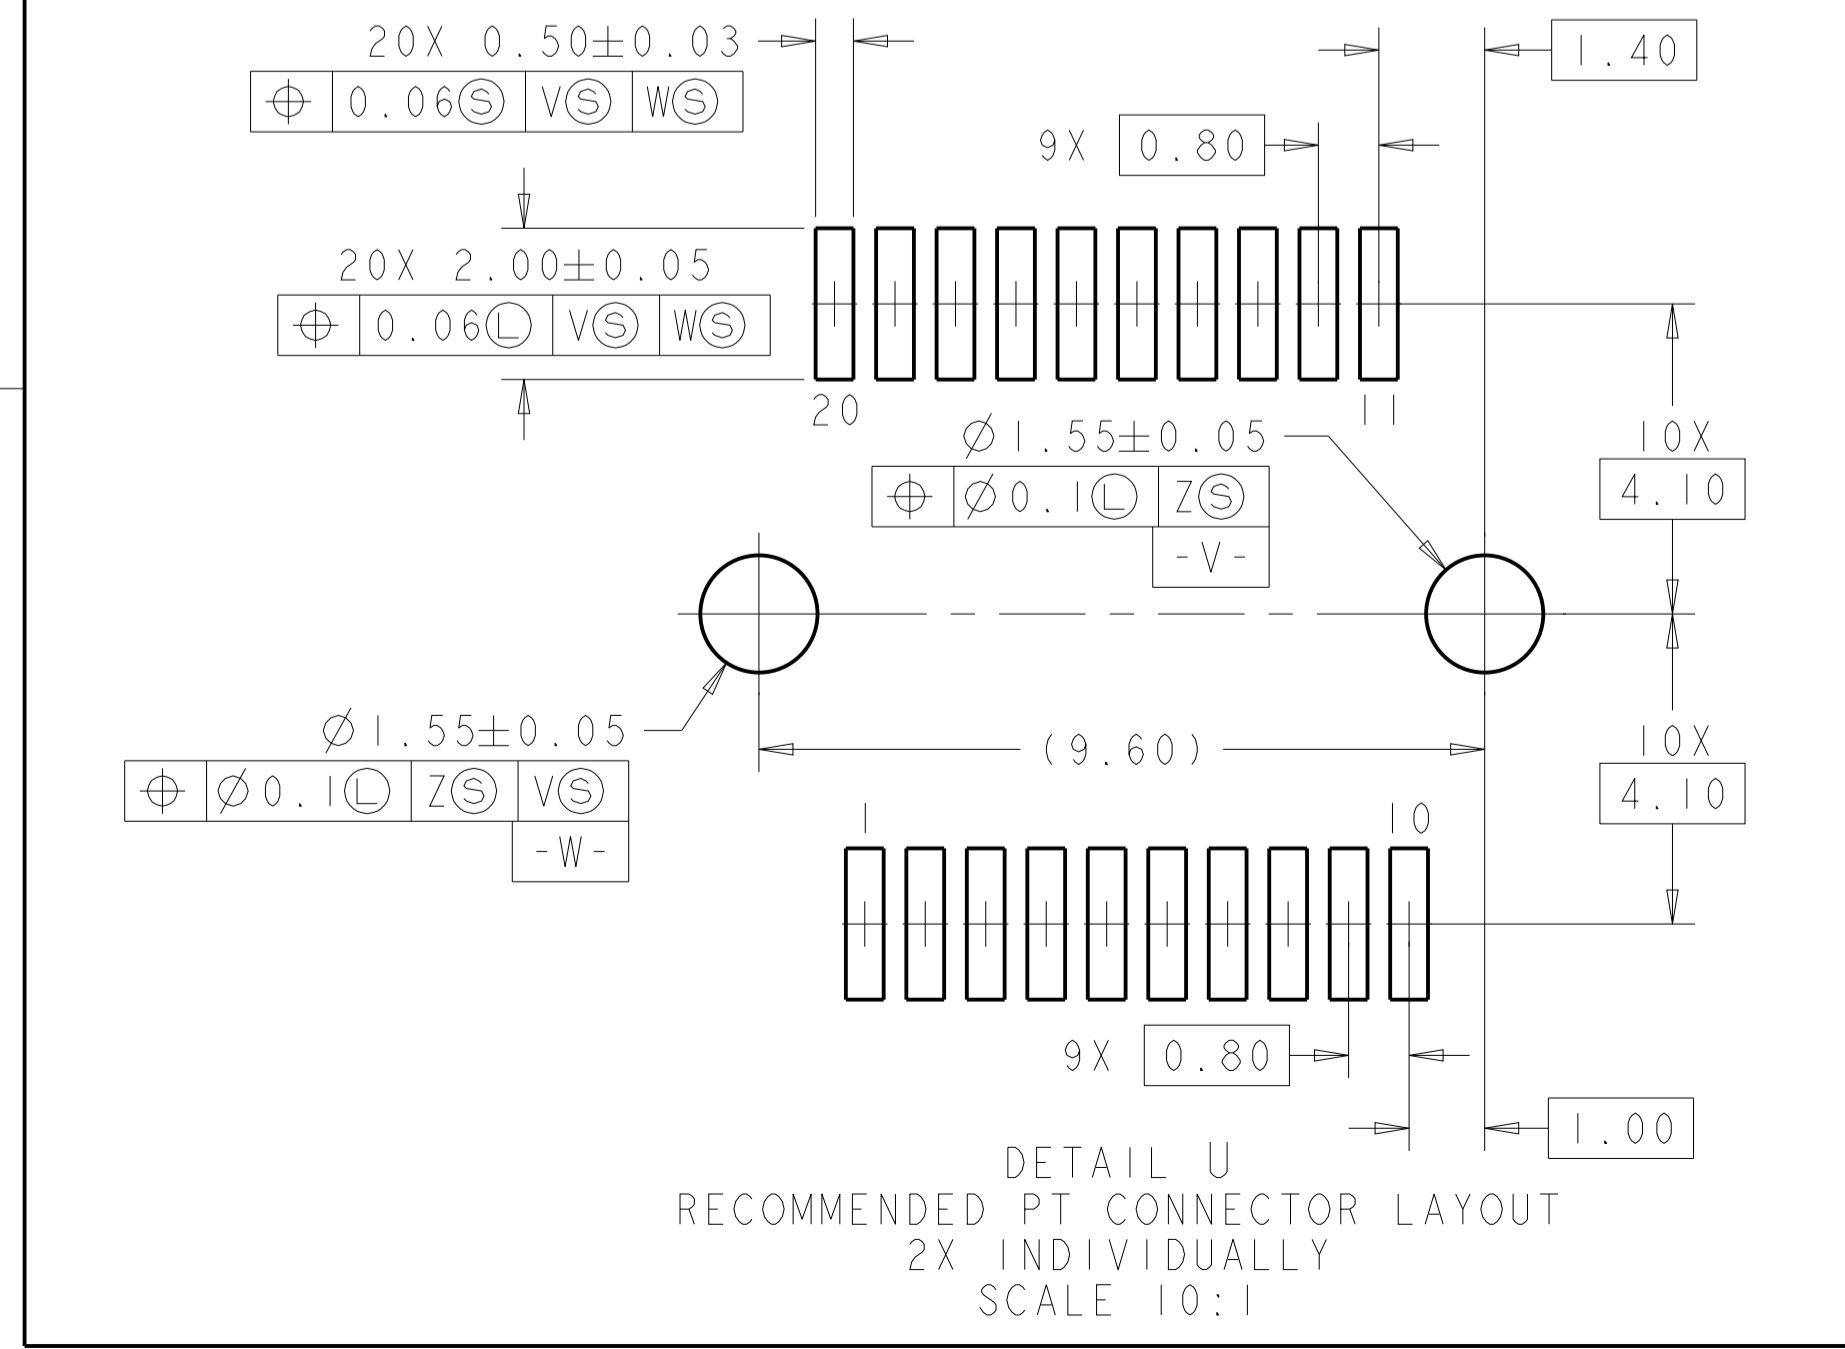 20X 0.50±0.03
⌖ 0.06Ⓢ VⓈ WⓈ
1.40
9X 0.80
20X 2.00±0.05
⌖ 0.06Ⓛ VⓈ WⓈ
20
11
Ø1.55±0.05
⌖ Ø0.1Ⓛ ZⓈ
-V-
10X
4.10
Ø1.55±0.05
⌖ Ø0.1Ⓛ ZⓈ VⓈ
-W-
(9.60)
10X
4.10
1
10
9X 0.80
1.00
DETAIL U
RECOMMENDED PT CONNECTOR LAYOUT
2X INDIVIDUALLY
SCALE 10:1